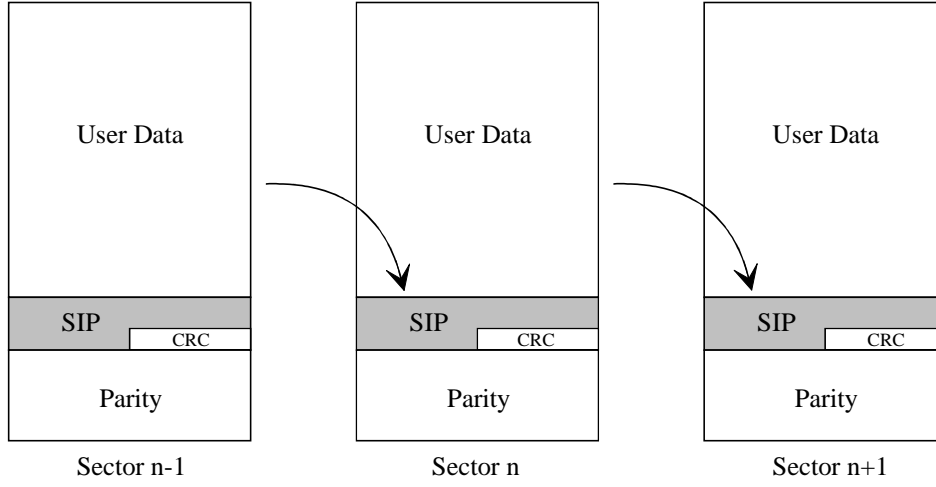 User Data
SIP
CRC
Parity
Sector n-1
User Data
SIP
CRC
Parity
Sector n
User Data
SIP
CRC
Parity
Sector n+1